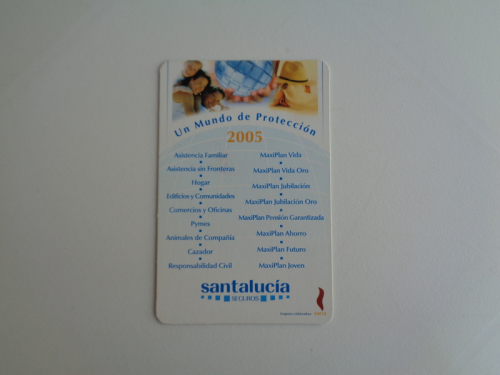 Un Mundo de Protección
2005
Asistencia Familiar
Asistencia sin Fronteras
Hogar
Edificios y Comunidades
Comercios y Oficinas
Pymes
Animales de Compañía
Cazador
Responsabilidad Civil
MaxiPlan Vida
MaxiPlan Vida Oro
MaxiPlan Jubilación
MaxiPlan Jubilación Oro
MaxiPlan Pensión Garantizada
MaxiPlan Ahorro
MaxiPlan Futuro
MaxiPlan Joven
santalucía
SEGUROS